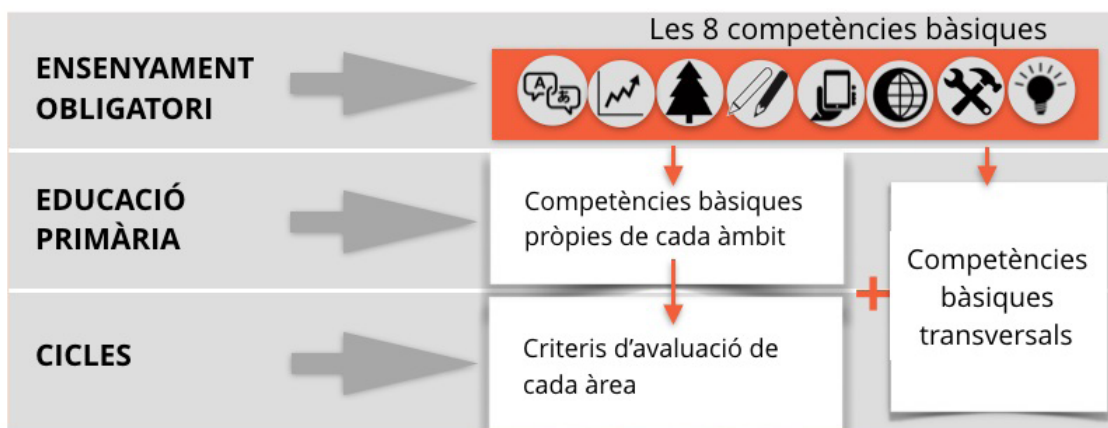 Les 8 competències bàsiques
ENSENYAMENT
OBLIGATORI
A
あ
EDUCACIÓ
PRIMÀRIA
Competències bàsiques
pròpies de cada àmbit
Competències
bàsiques
transversals
+
CICLES
Criteris d'avaluació de
cada àrea